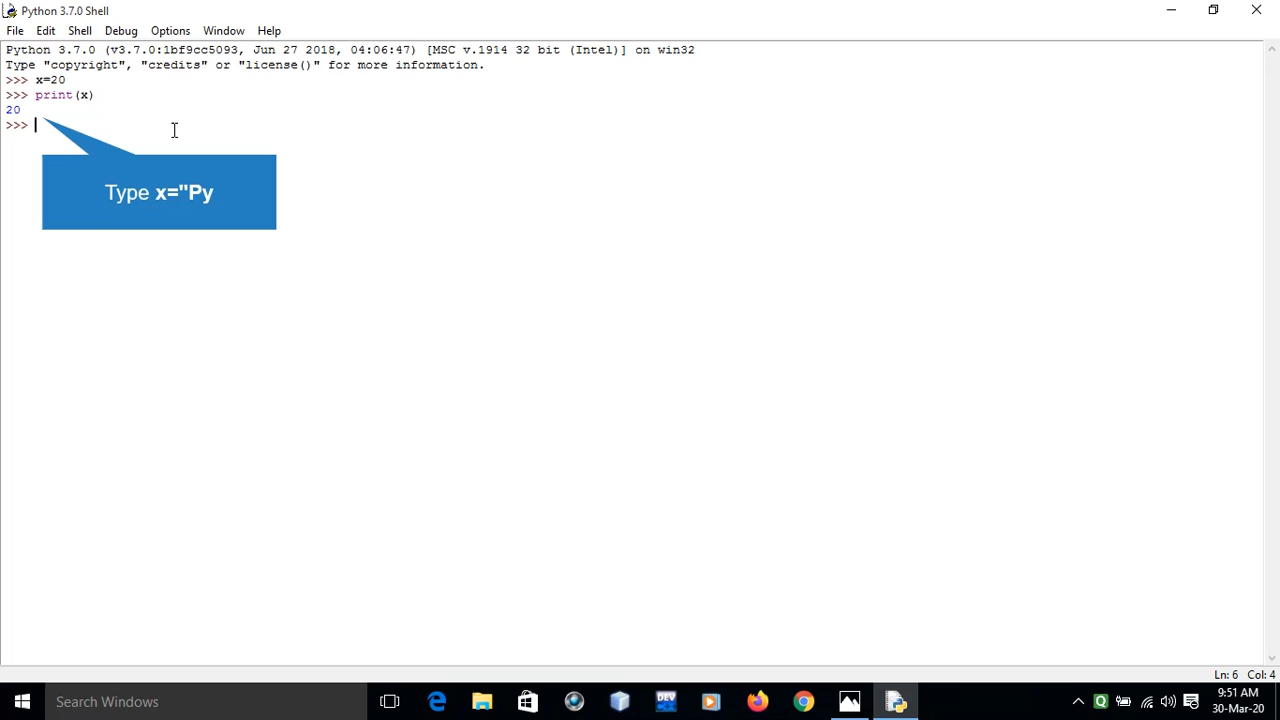 Python 3.7.0 Shell
File Edit Shell Debug Options Window Help
Python 3.7.0 (v3.7.0:1bf9cc5093, Jun 27 2018, 04:06:47) [MSC v.1914 32 bit (Intel)] on win32
Type "copyright", "credits" or "license()" for more information.
>>> x=20
>>> print(x)
20
>>>
Type x="Py
Ln: 6 Col: 4
Search Windows
DEV
9:51 AM
30-Mar-20